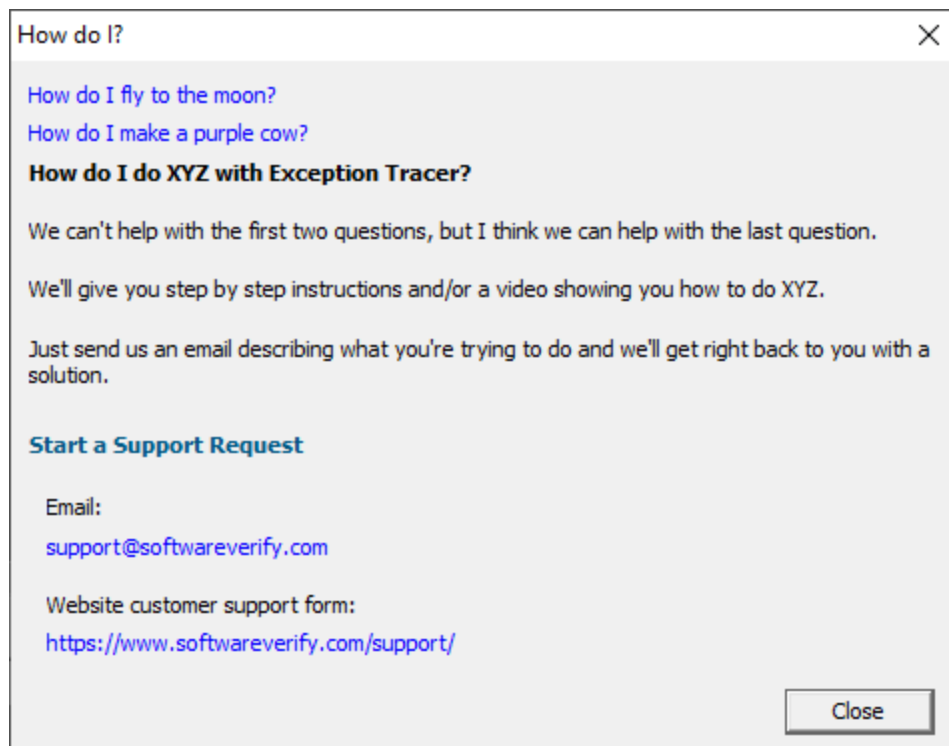 How do I?
How do I fly to the moon?
How do I make a purple cow?
How do I do XYZ with Exception Tracer?
We can't help with the first two questions, but I think we can help with the last question.
We'll give you step by step instructions and/or a video showing you how to do XYZ.
Just send us an email describing what you're trying to do and we'll get right back to you with a
solution.
Start a Support Request
Email:
support@softwareverify.com
Website customer support form:
https://www.softwareverify.com/support/
Close